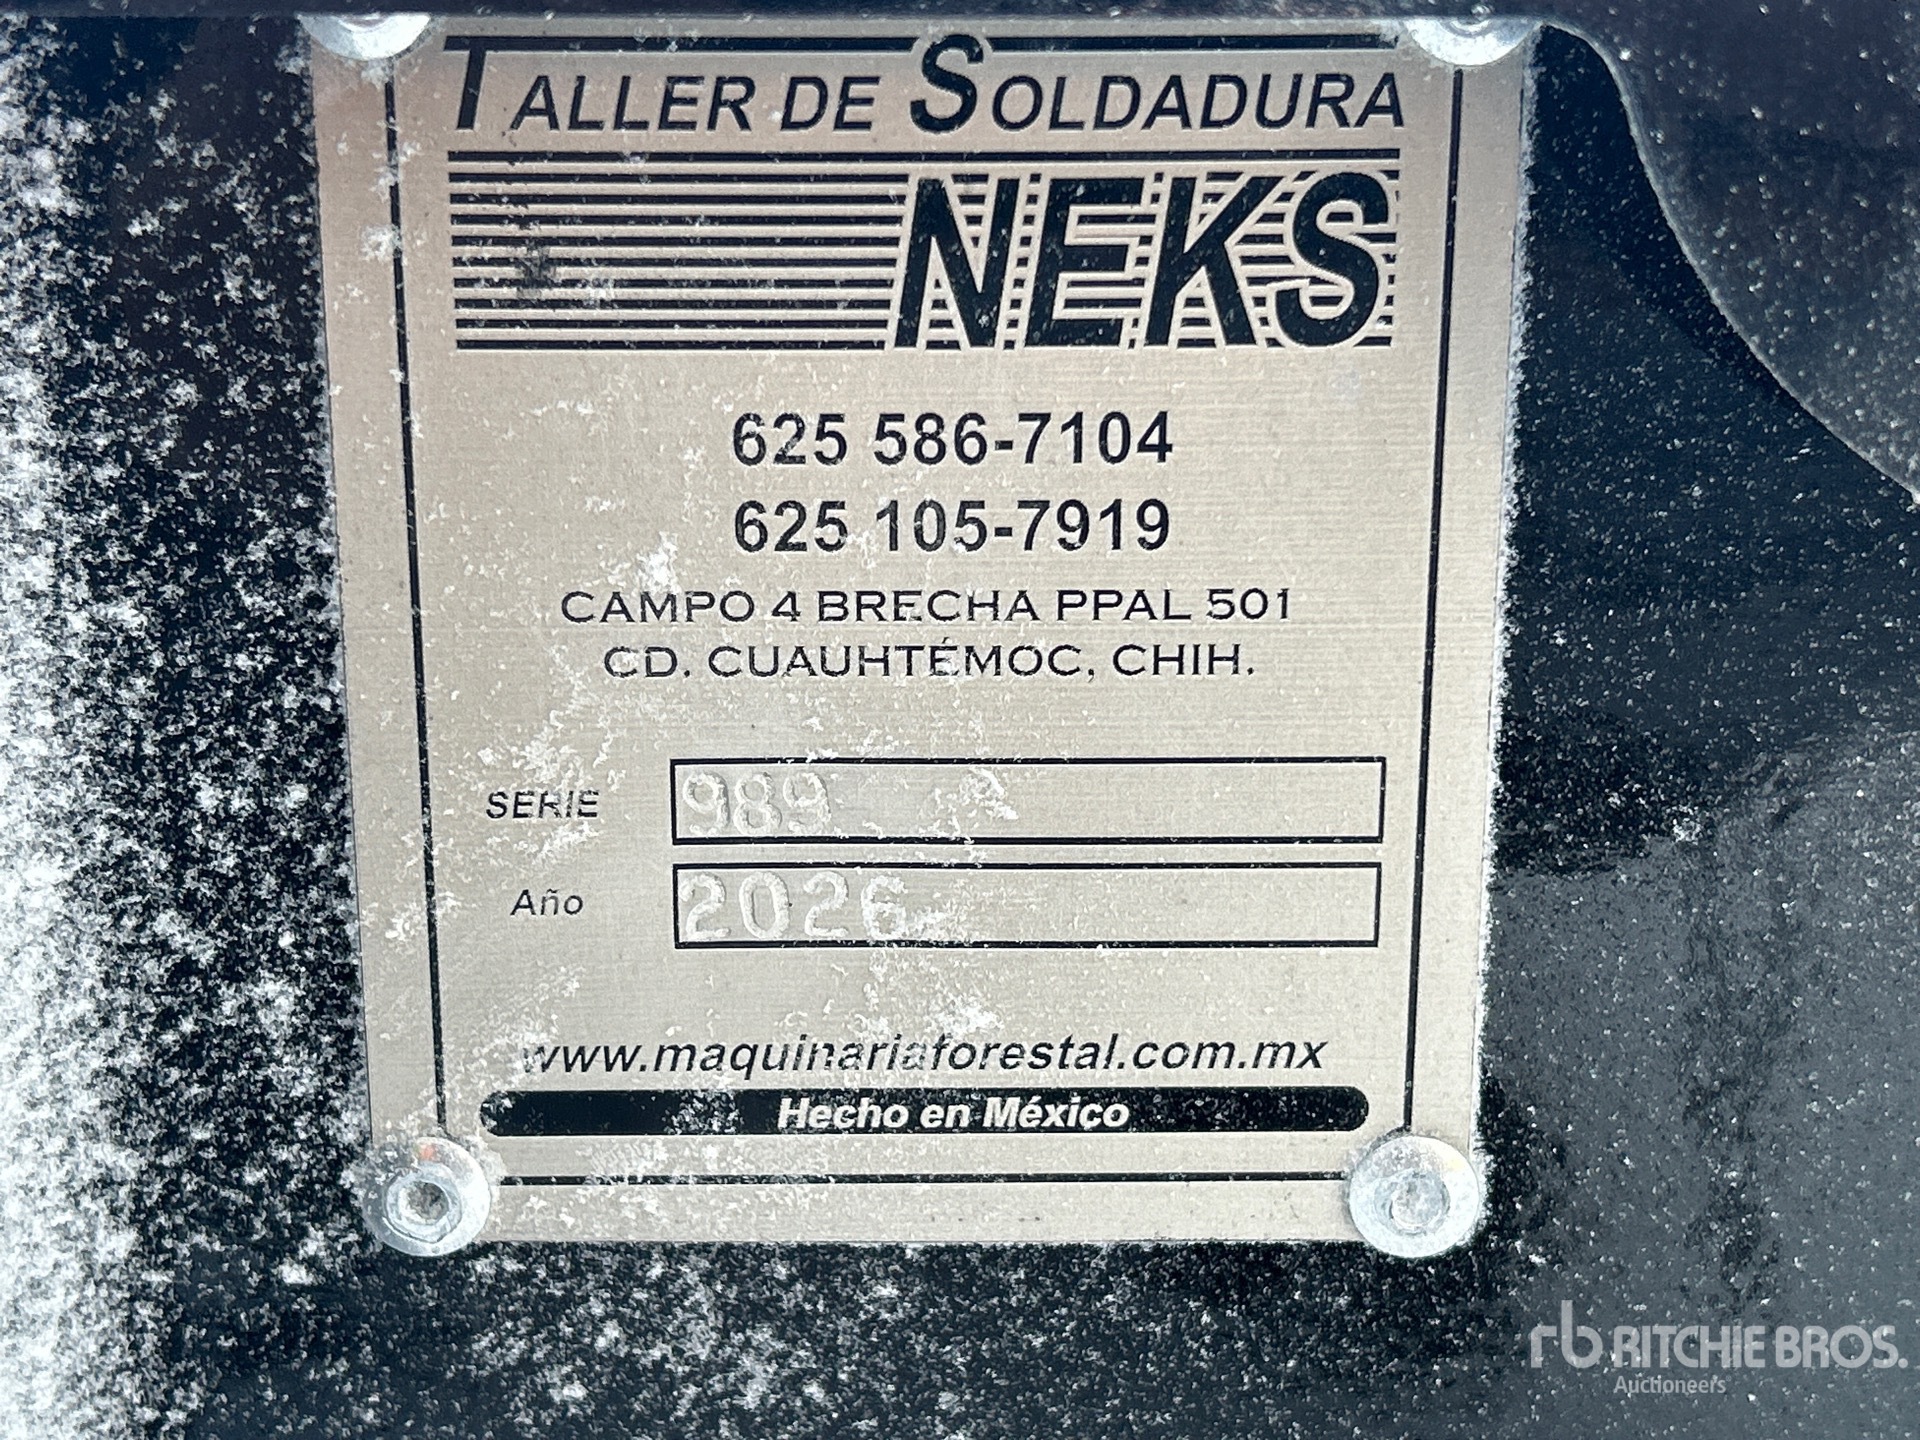 TALLER DE SOLDADURA
NEKS
625 586-7104
625 105-7919
CAMPO 4 BRECHA PPAL 501
CD. CUAUHTÉMOC, CHIH.
SERIE 989
Año 2026
www.maquinariaforestal.com.mx
Hecho en México
rb RITCHIE BROS.
Auctioneers